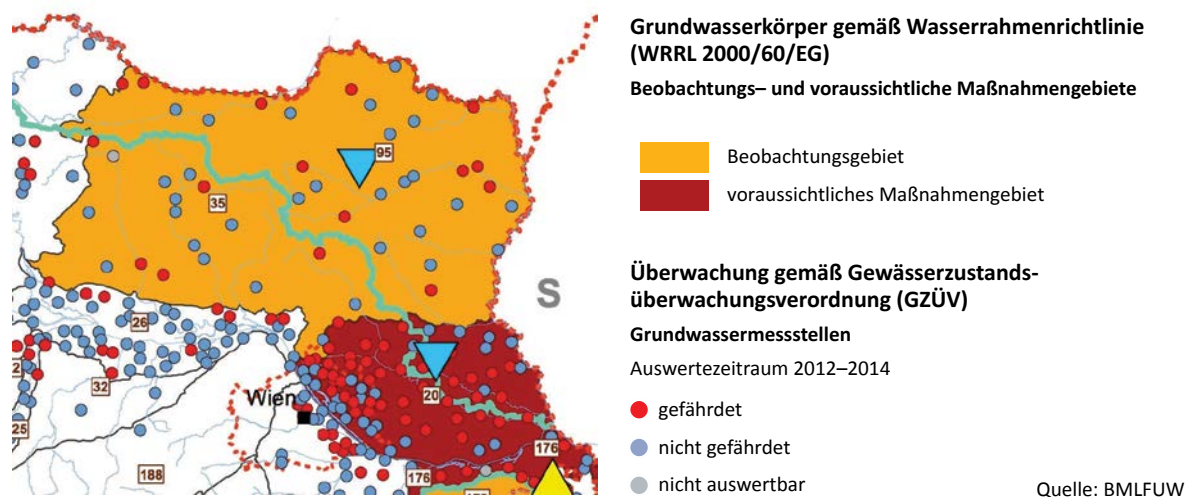 95
35
S
26
2
32
25
Wien
20
176
176
188
Grundwasserkörper gemäß Wasserrahmenrichtlinie
(WRRL 2000/60/EG)
Beobachtungs– und voraussichtliche Maßnahmengebiete
Beobachtungsgebiet
voraussichtliches Maßnahmengebiet
Überwachung gemäß Gewässerzustands-
überwachungsverordnung (GZÜV)
Grundwassermessstellen
Auswertezeitraum 2012–2014
gefährdet
nicht gefährdet
nicht auswertbar
Quelle: BMLFUW